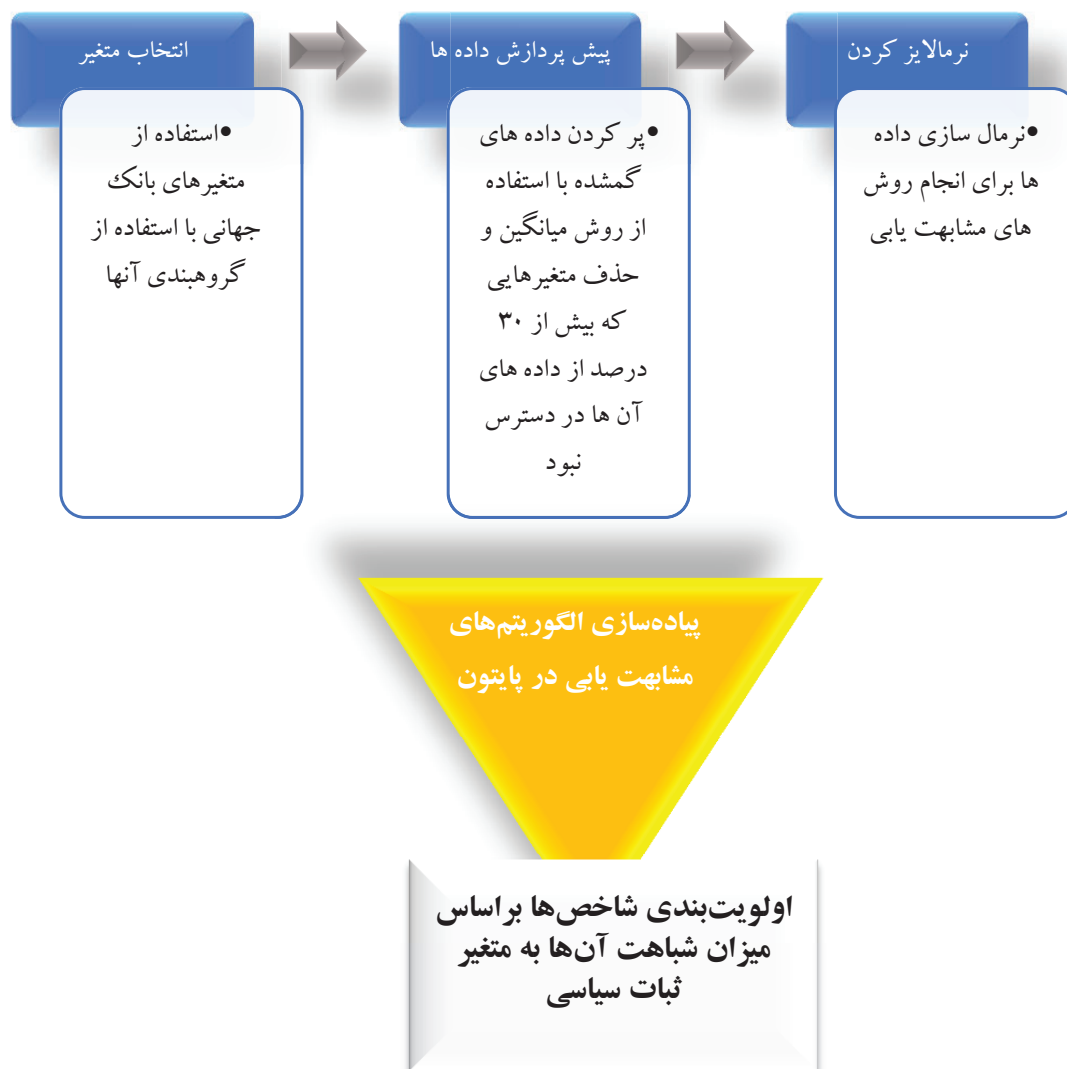 انتخاب متغیر
•استفاده از
متغیرهای بانک
جهانی با استفاده از
گروهبندی آنها
پیش پردازش داده ها
•پر کردن داده های
گمشده با استفاده
از روش میانگین و
حذف متغیرهایی
که بیش از ۳۰
درصد از داده های
آن ها در دسترس
نبود
نرمالایز کردن
•نرمال سازی داده
ها برای انجام روش
های مشابهت یابی
پیاده‌سازی الگوریتم‌های
مشابهت یابی در پایتون
اولویت‌بندی شاخص‌ها براساس
میزان شباهت آن‌ها به متغیر
ثبات سیاسی